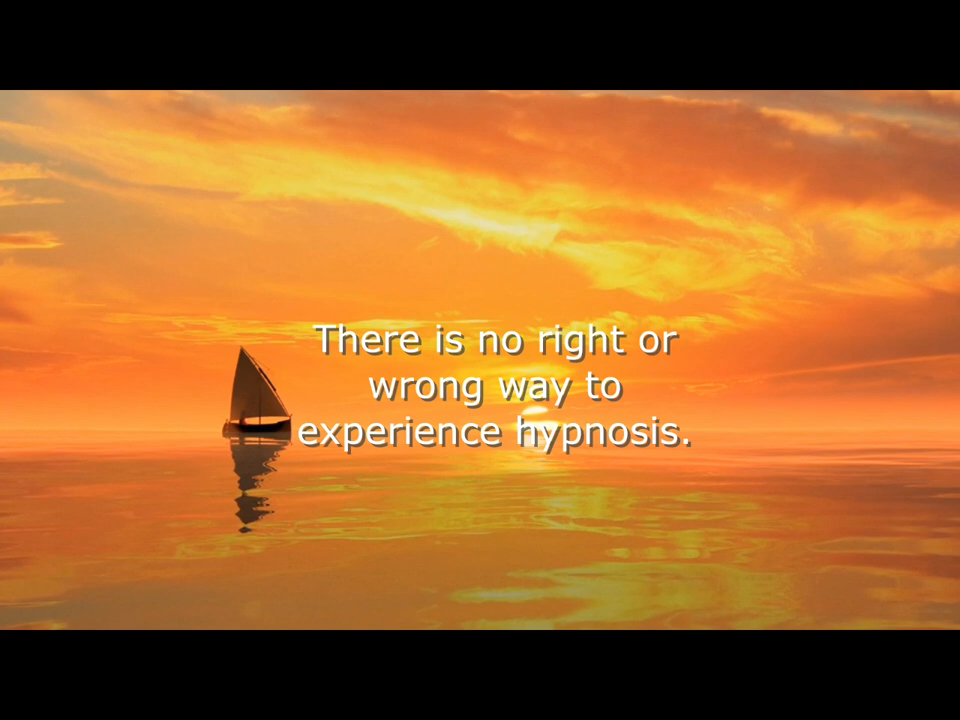 There is no right or
wrong way to
experience hypnosis.